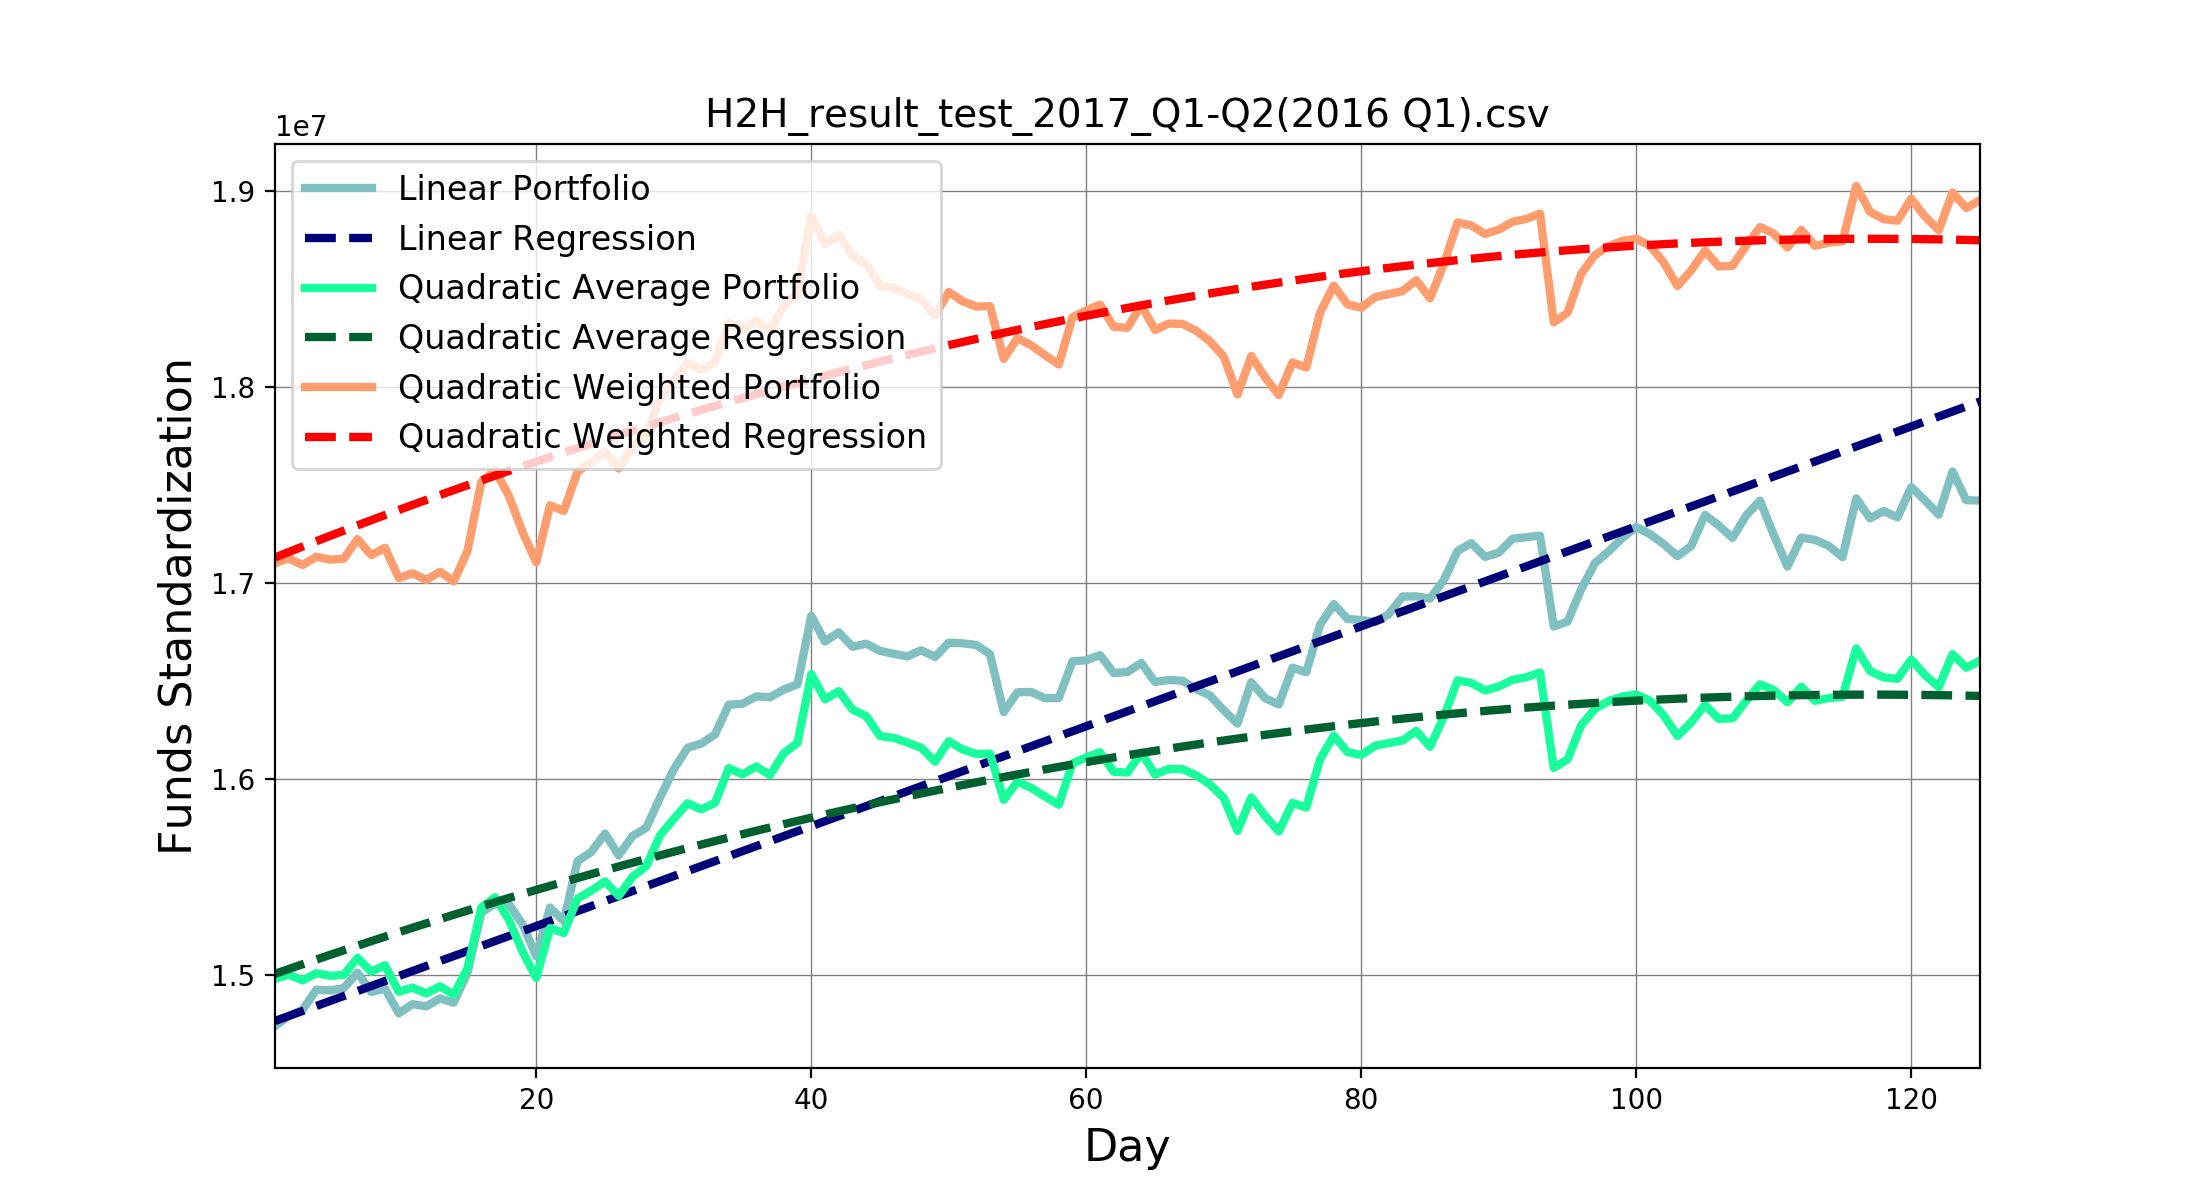 H2H_result_test_2017_Q1-Q2(2016 Q1).csv
1e7
Linear Portfolio
Linear Regression
Quadratic Average Portfolio
Quadratic Average Regression
Quadratic Weighted Portfolio
Quadratic Weighted Regression
Funds Standardization
1.9
1.8
1.7
1.6
1.5
20 40 60 80 100 120
Day